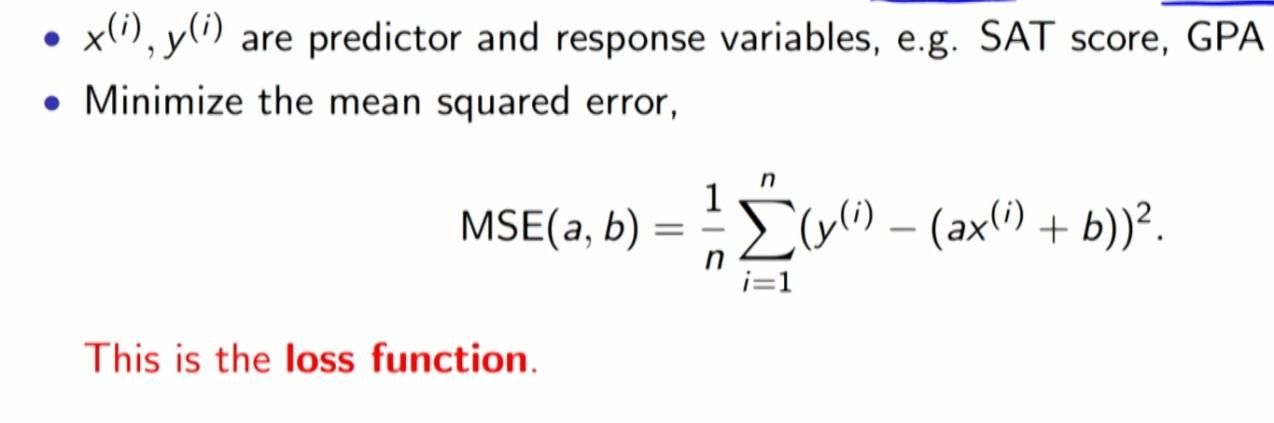 • x⁽ⁱ⁾, y⁽ⁱ⁾ are predictor and response variables, e.g. SAT score, GPA
• Minimize the mean squared error,
MSE(a, b) = 1/n ∑ⁿᵢ₌₁ (y⁽ⁱ⁾ − (ax⁽ⁱ⁾ + b))².
This is the loss function.